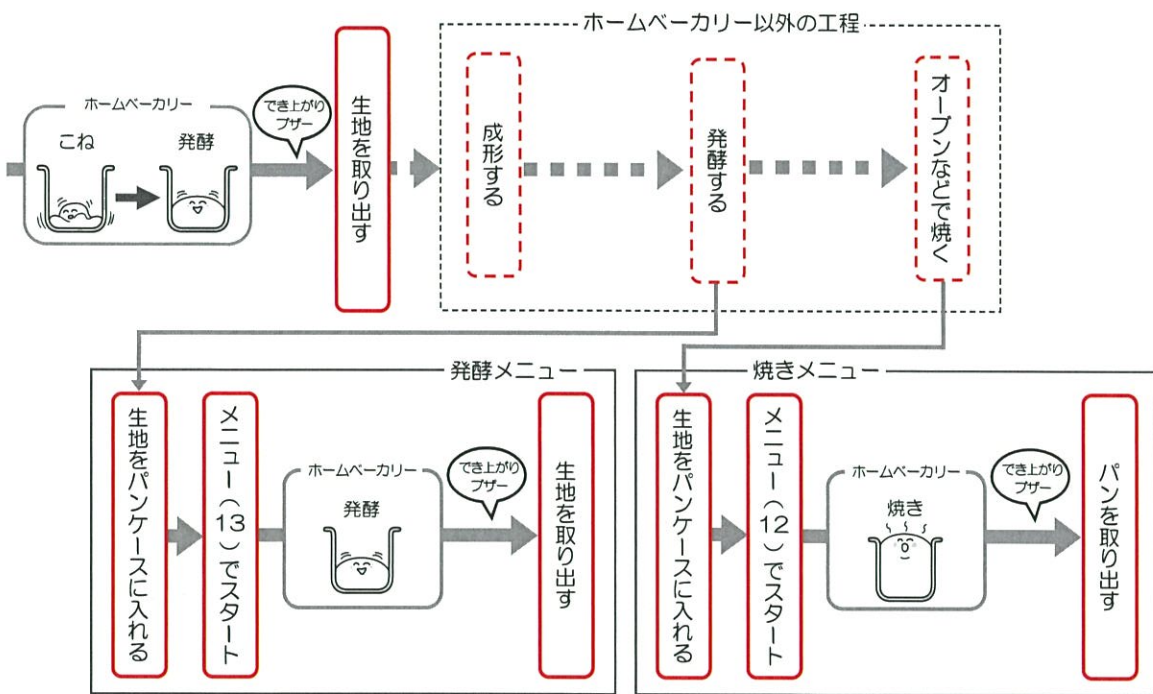 ホームベーカリー以外の工程
ホームベーカリー
こね
発酵
でき上がり
ブザー
生地を取り出す
成形する
発酵する
オーブンなどで焼く
発酵メニュー
生地をパンケースに入れる
メニュー（13）でスタート
ホームベーカリー
発酵
でき上がり
ブザー
生地を取り出す
焼きメニュー
生地をパンケースに入れる
メニュー（12）でスタート
ホームベーカリー
焼き
でき上がり
ブザー
パンを取り出す